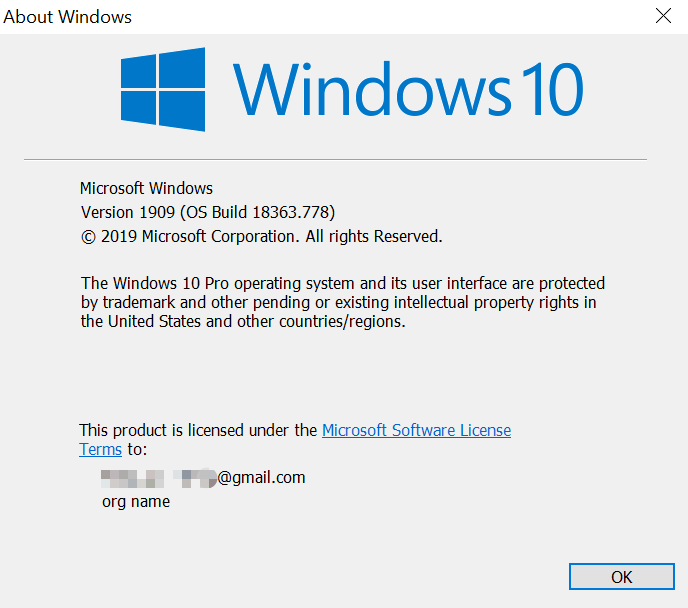 About Windows
Windows 10
Microsoft Windows
Version 1909 (OS Build 18363.778)
© 2019 Microsoft Corporation. All rights Reserved.
The Windows 10 Pro operating system and its user interface are protected
by trademark and other pending or existing intellectual property rights in
the United States and other countries/regions.
This product is licensed under the Microsoft Software License
Terms to:
@gmail.com
org name
OK